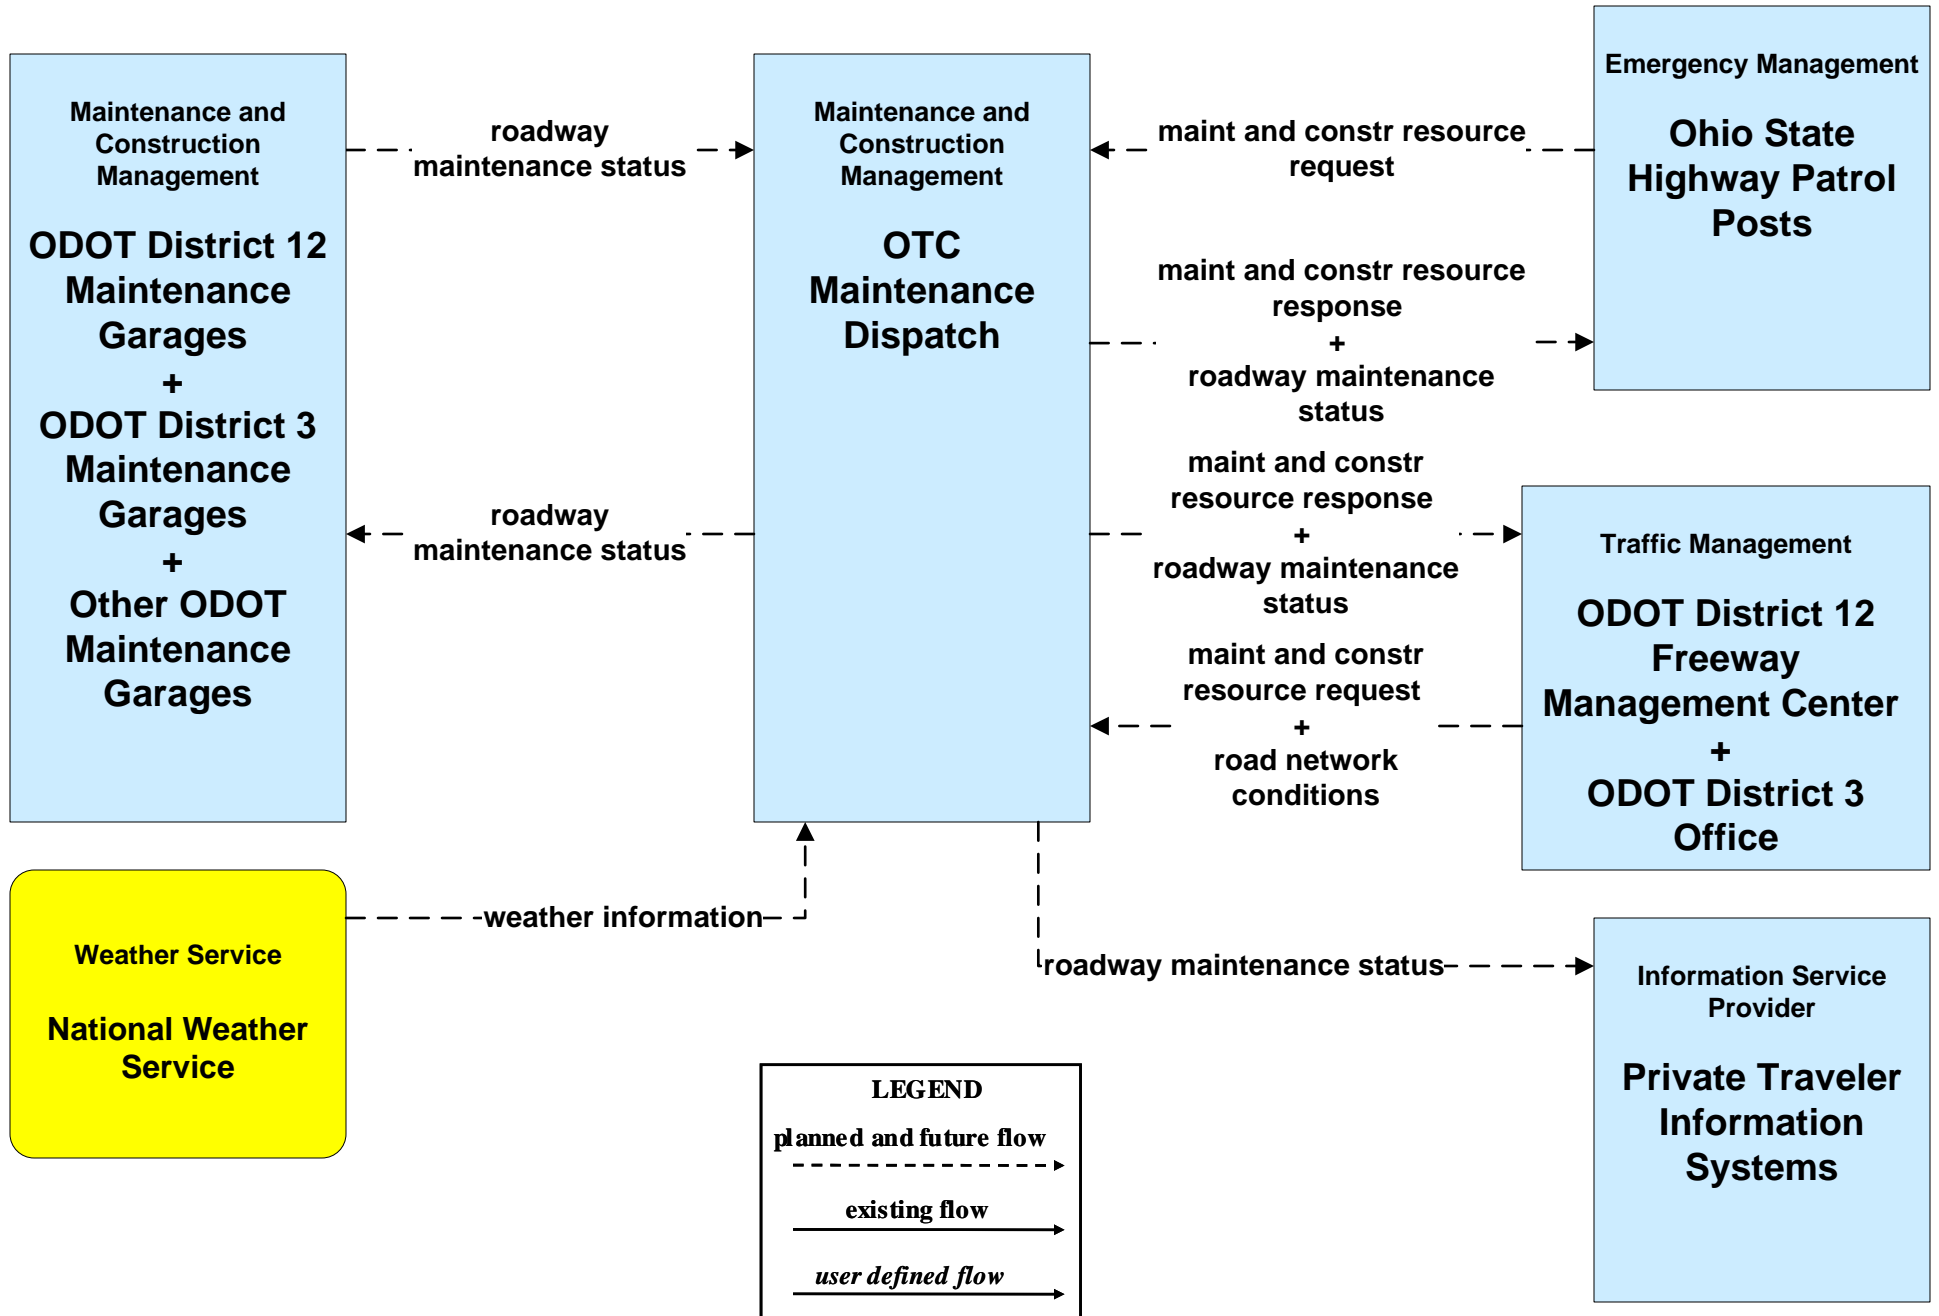 Maintenance and
Construction
Management
ODOT District 12
Maintenance
Garages
+
ODOT District 3
Maintenance
Garages
+
Other ODOT
Maintenance
Garages
roadway
maintenance status
roadway
maintenance status
Maintenance and
Construction
Management
OTC
Maintenance
Dispatch
maint and constr resource
request
maint and constr resource
response
+
roadway maintenance
status
maint and constr
resource response
+
roadway maintenance
status
maint and constr
resource request
+
road network
conditions
Emergency Management
Ohio State
Highway Patrol
Posts
Traffic Management
ODOT District 12
Freeway
Management Center
+
ODOT District 3
Office
Weather Service
National Weather
Service
weather information
roadway maintenance status
Information Service
Provider
Private Traveler
Information
Systems
LEGEND
planned and future flow
existing flow
user defined flow